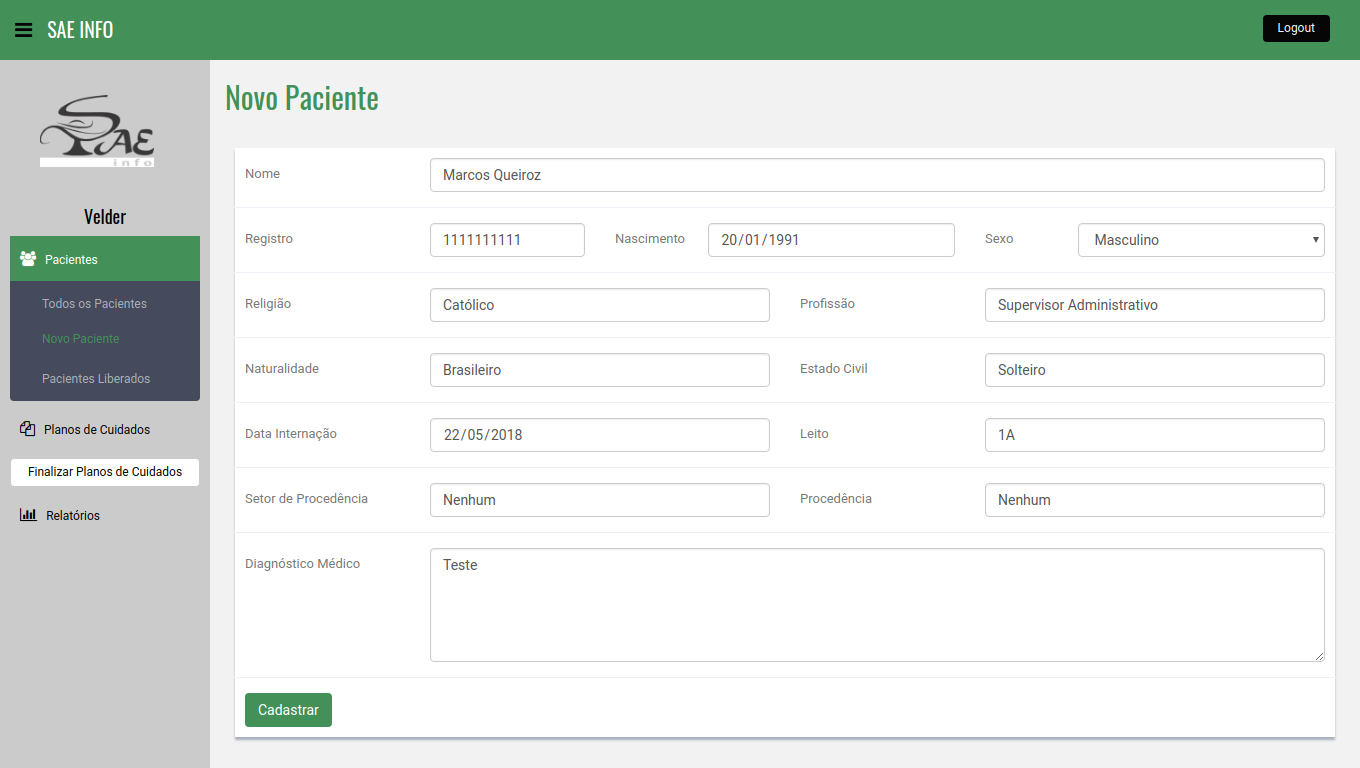 SAE INFO
Logout
SAE
info
Velder
Pacientes
Todos os Pacientes
Novo Paciente
Pacientes Liberados
Planos de Cuidados
Finalizar Planos de Cuidados
Relatórios
Novo Paciente
Nome Marcos Queiroz
Registro 1111111111 Nascimento 20/01/1991 Sexo Masculino
Religião Católico Profissão Supervisor Administrativo
Naturalidade Brasileiro Estado Civil Solteiro
Data Internação 22/05/2018 Leito 1A
Setor de Procedência Nenhum Procedência Nenhum
Diagnóstico Médico Teste
Cadastrar